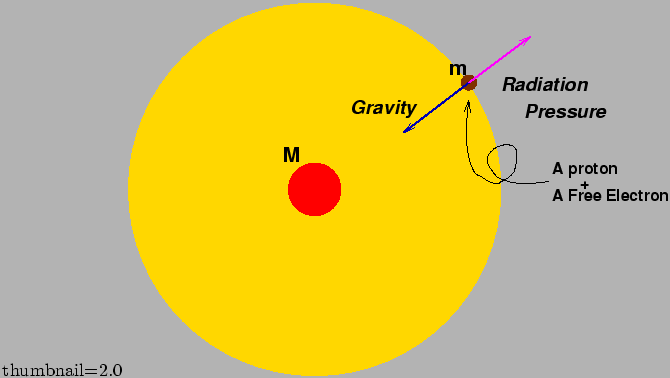 m
Radiation
Gravity
Pressure
M
A proton
+
A Free Electron
thumbnail=2.0